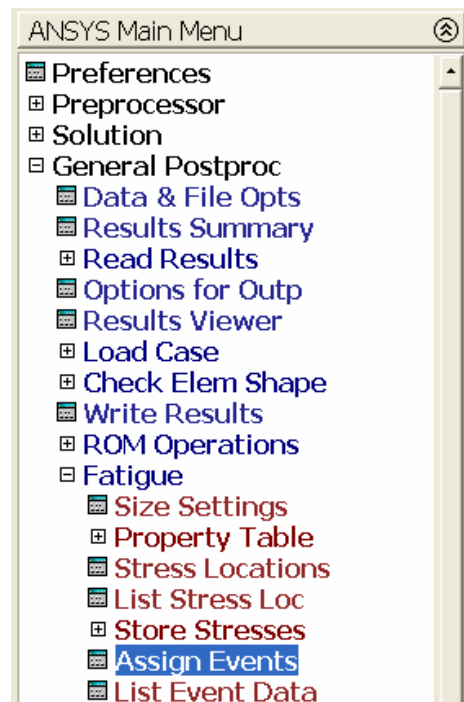 ANSYS Main Menu
Preferences
Preprocessor
Solution
General Postproc
Data & File Opts
Results Summary
Read Results
Options for Outp
Results Viewer
Load Case
Check Elem Shape
Write Results
ROM Operations
Fatigue
Size Settings
Property Table
Stress Locations
List Stress Loc
Store Stresses
Assign Events
List Event Data